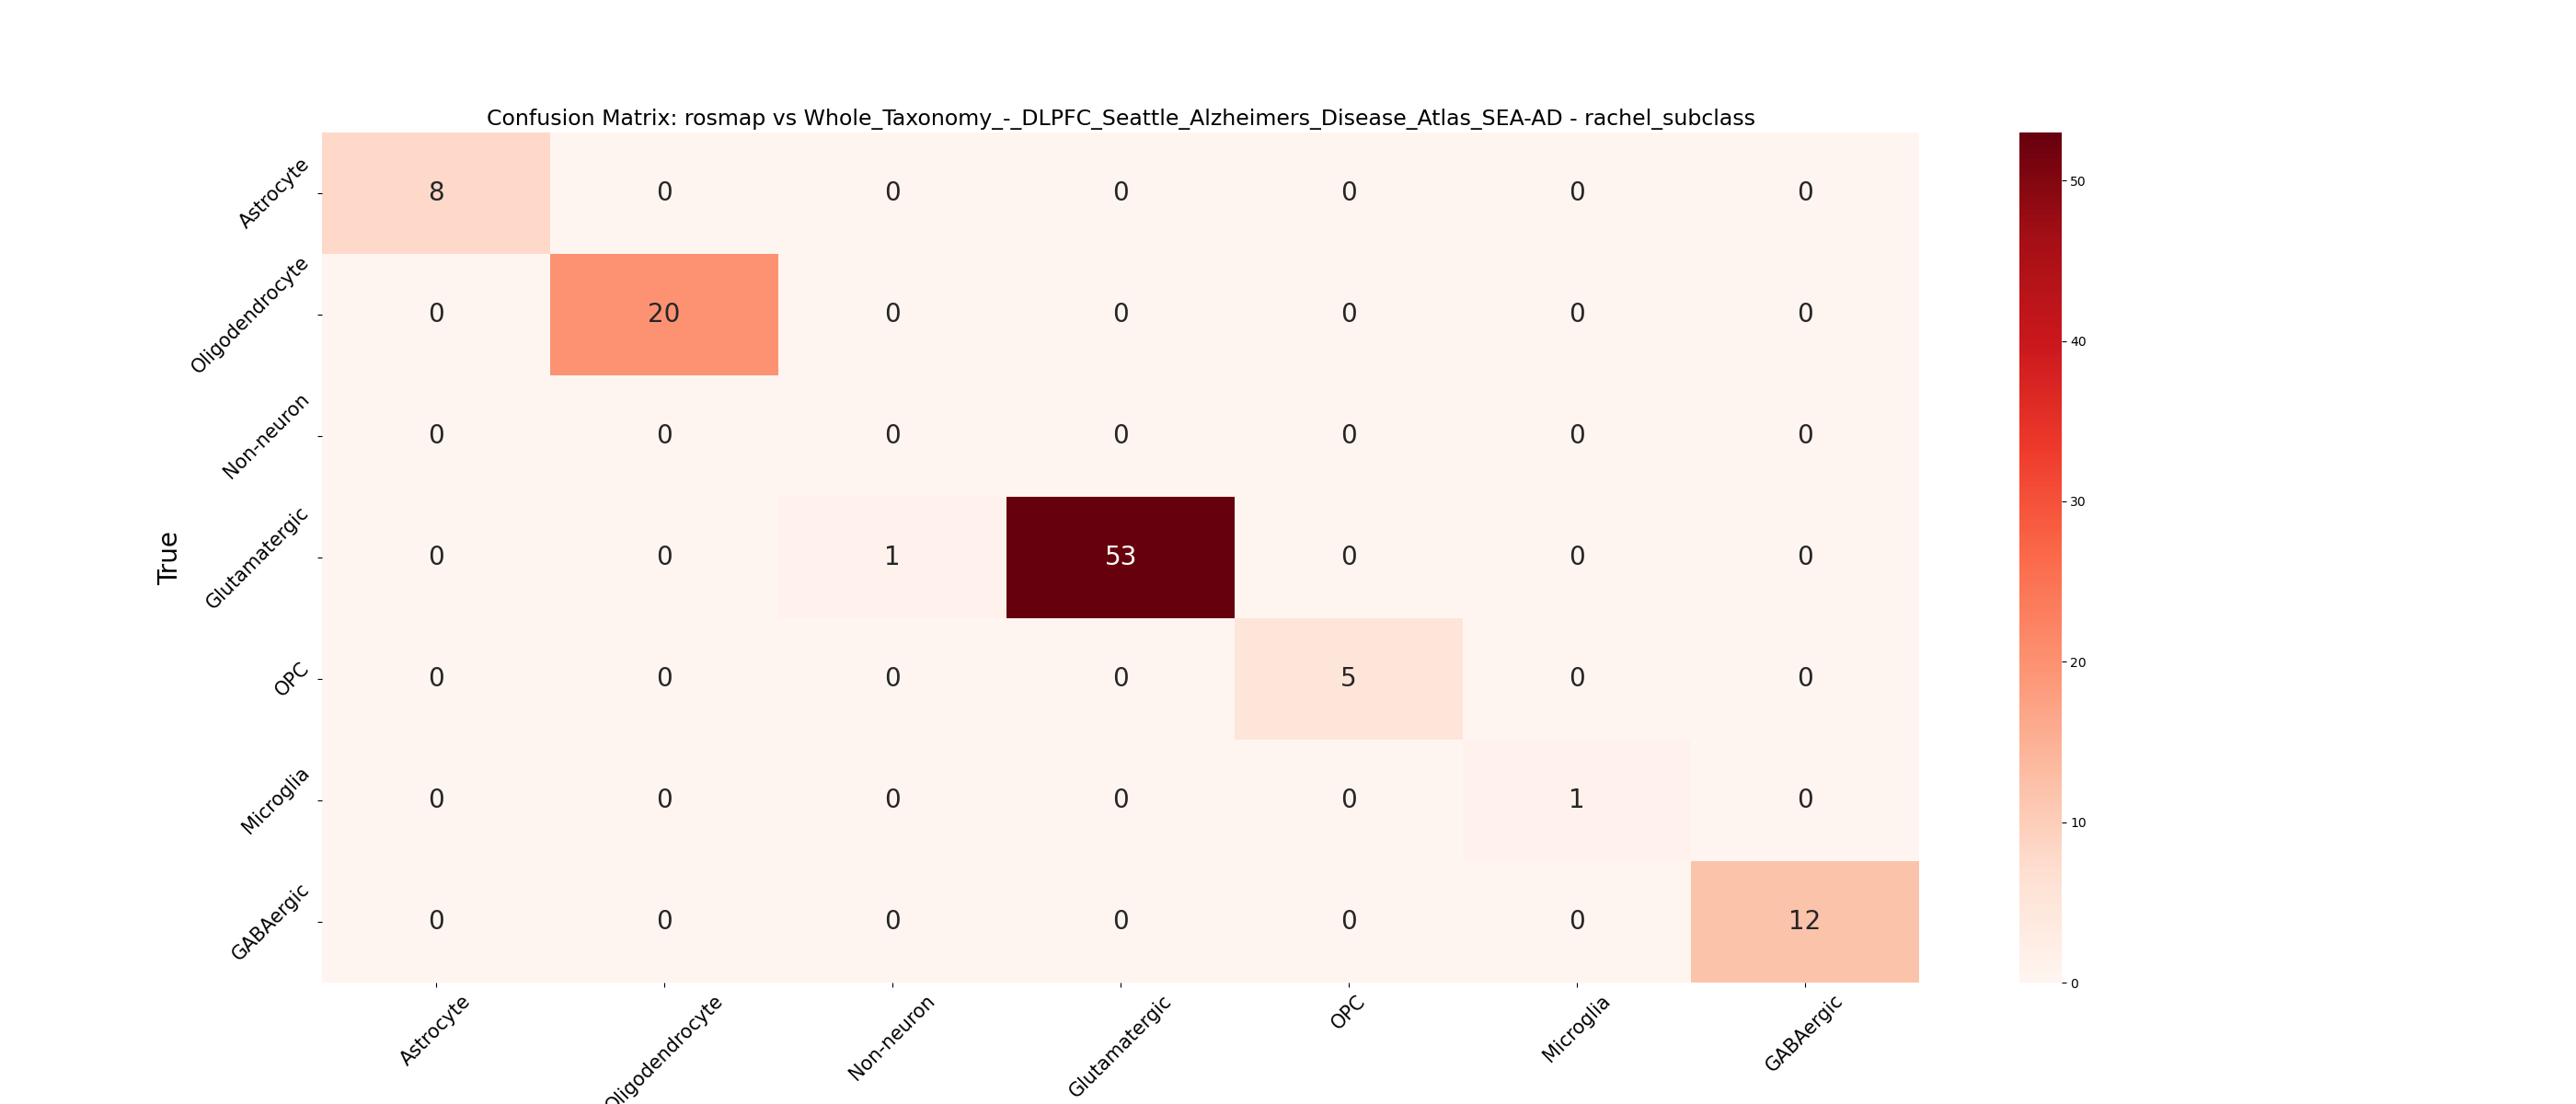 Confusion Matrix: rosmap vs Whole_Taxonomy_-_DLPFC_Seattle_Alzheimers_Disease_Atlas_SEA-AD - rachel_subclass
Astrocyte 8 0 0 0 0 0 0
Oligodendrocyte 0 20 0 0 0 0 0
Non-neuron 0 0 0 0 0 0 0
Glutamatergic 0 0 1 53 0 0 0
OPC 0 0 0 0 5 0 0
Microglia 0 0 0 0 0 1 0
GABAergic 0 0 0 0 0 0 12
True
Astrocyte Oligodendrocyte Non-neuron Glutamatergic OPC Microglia GABAergic
50
40
30
20
10
0